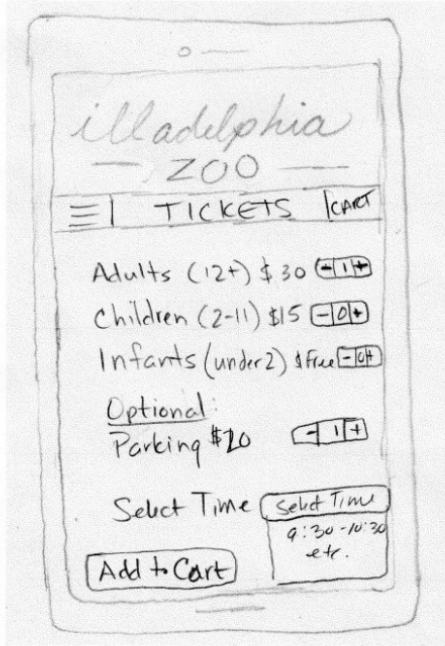 illadelphia
ZOO
TICKETS CART
Adults (12+) $30 - 1 +
Children (2-11) $15 - 0 +
Infants (under 2) $Free - 0 +
Optional:
Parking $20 - 1 +
Select Time Select Time
9:30-10:30
etc.
Add to Cart